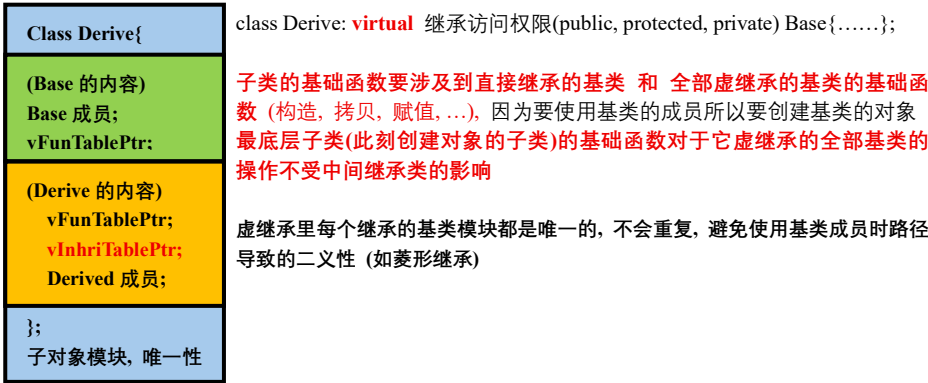 Class Derive{
(Base 的内容)
Base 成员;
vFunTablePtr;
(Derive 的内容)
vFunTablePtr;
vInhriTablePtr;
Derived 成员;
};
子对象模块, 唯一性
class Derive: virtual 继承访问权限(public, protected, private) Base{……};
子类的基础函数要涉及到直接继承的基类 和 全部虚继承的基类的基础函
数 (构造, 拷贝, 赋值, …), 因为要使用基类的成员所以要创建基类的对象
最底层子类(此刻创建对象的子类)的基础函数对于它虚继承的全部基类的
操作不受中间继承类的影响
虚继承里每个继承的基类模块都是唯一的, 不会重复, 避免使用基类成员时路径
导致的二义性 (如菱形继承)